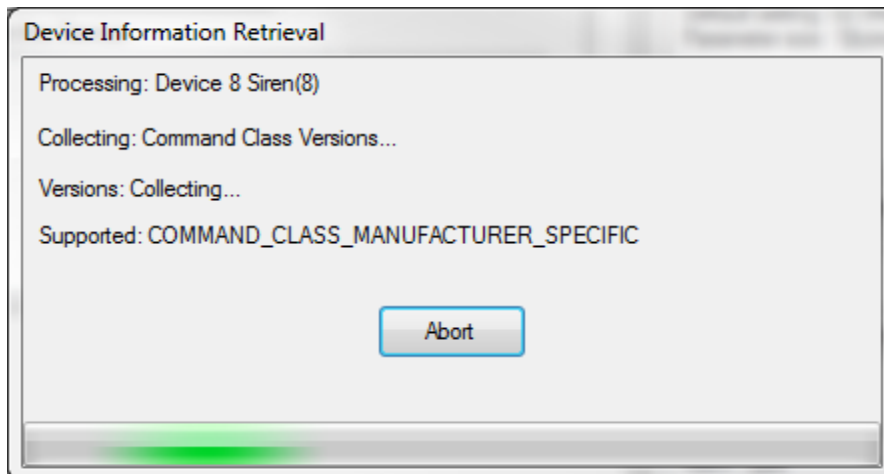 Device Information Retrieval
Processing: Device 8 Siren(8)
Collecting: Command Class Versions...
Versions: Collecting...
Supported: COMMAND_CLASS_MANUFACTURER_SPECIFIC
Abort